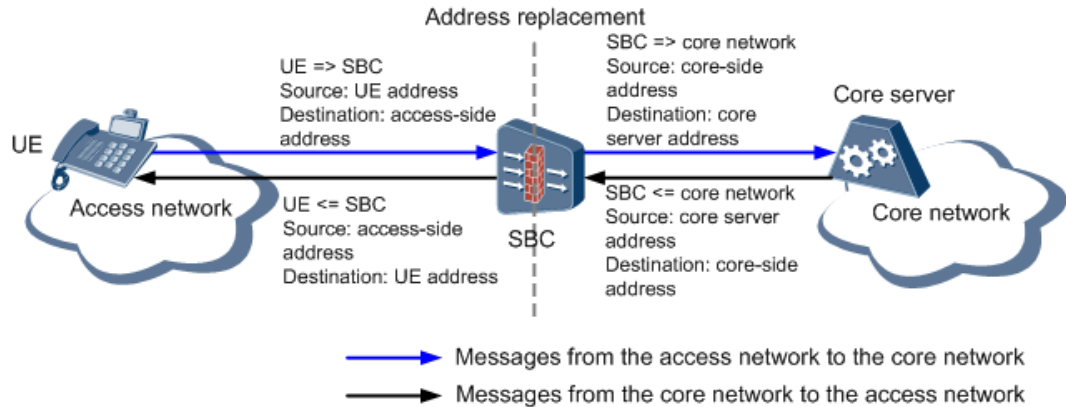 Address replacement
UE => SBC
Source: UE address
Destination: access-side
address
SBC => core network
Source: core-side
address
Destination: core
server address
Core server
UE
Access network
UE <= SBC
Source: access-side
address
Destination: UE address
SBC
SBC <= core network
Source: core server
address
Destination: core-side
address
Core network
Messages from the access network to the core network
Messages from the core network to the access network